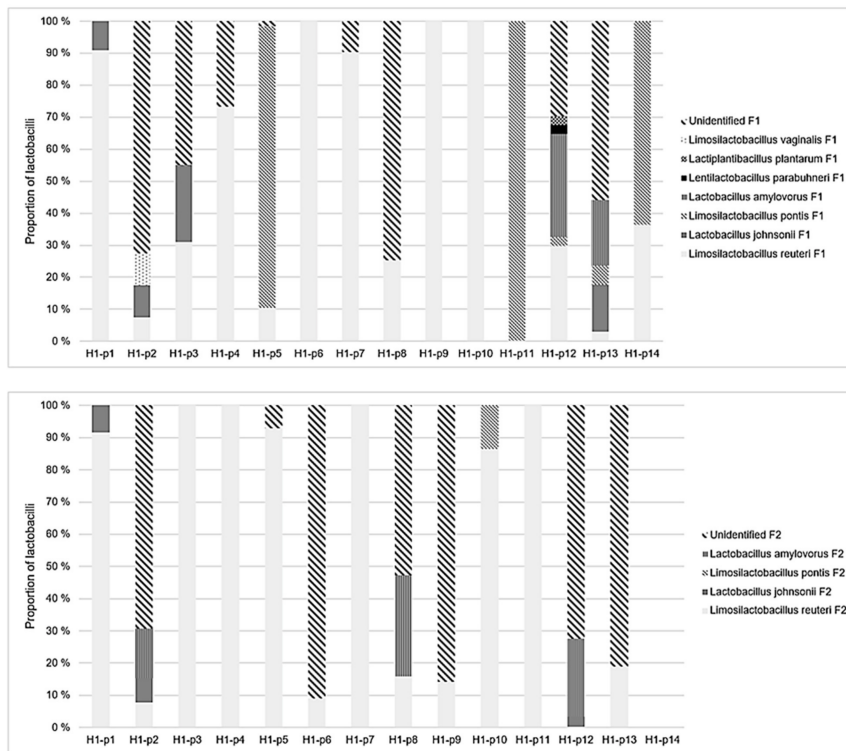 100 %
90 %
80 %
70 %
60 %
50 %
40 %
30 %
20 %
10 %
0 %
Proportion of lactobacilli
H1-p1 H1-p2 H1-p3 H1-p4 H1-p5 H1-p6 H1-p7 H1-p8 H1-p9 H1-p10 H1-p11 H1-p12 H1-p13 H1-p14
Unidentified F1
Limosilactobacillus vaginalis F1
Lactiplantibacillus plantarum F1
Lentilactobacillus parabuhneri F1
Lactobacillus amylovorus F1
Limosilactobacillus pontis F1
Lactobacillus johnsonii F1
Limosilactobacillus reuteri F1
100 %
90 %
80 %
70 %
60 %
50 %
40 %
30 %
20 %
10 %
0 %
Proportion of lactobacilli
H1-p1 H1-p2 H1-p3 H1-p4 H1-p5 H1-p6 H1-p7 H1-p8 H1-p9 H1-p10 H1-p11 H1-p12 H1-p13 H1-p14
Unidentified F2
Lactobacillus amylovorus F2
Limosilactobacillus pontis F2
Lactobacillus johnsonii F2
Limosilactobacillus reuteri F2